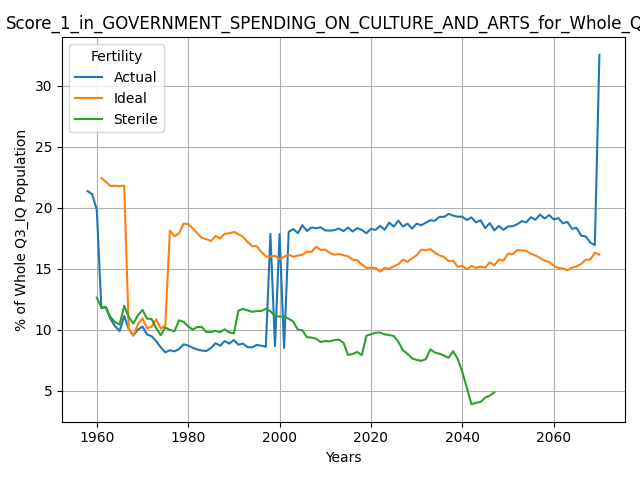 Score_1_in_GOVERNMENT_SPENDING_ON_CULTURE_AND_ARTS_for_Whole_Q
Fertility
Actual
Ideal
Sterile
% of Whole Q3_IQ Population
30
25
20
15
10
5
1960 1980 2000 2020 2040 2060
Years